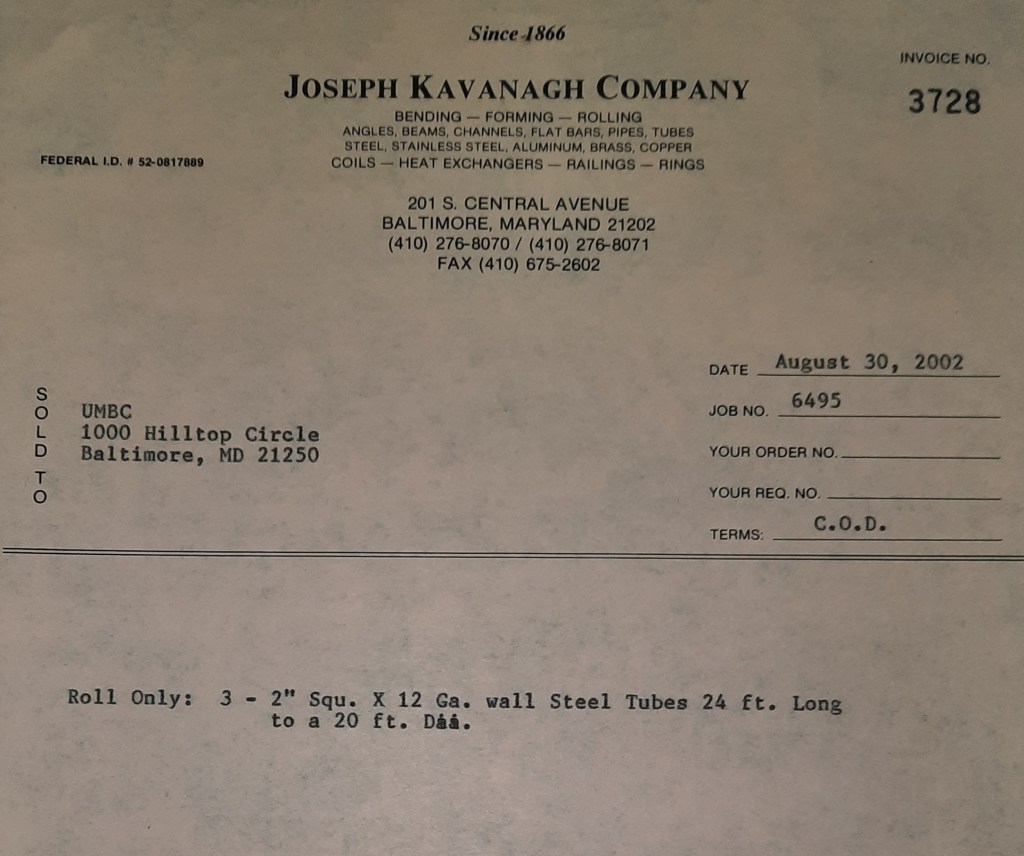 Since 1866
INVOICE NO.
JOSEPH KAVANAGH COMPANY
3728
BENDING — FORMING — ROLLING
ANGLES, BEAMS, CHANNELS, FLAT BARS, PIPES, TUBES
STEEL, STAINLESS STEEL, ALUMINUM, BRASS, COPPER
FEDERAL I.D. # 52-0817889
COILS — HEAT EXCHANGERS — RAILINGS — RINGS
201 S. CENTRAL AVENUE
BALTIMORE, MARYLAND 21202
(410) 276-8070 / (410) 276-8071
FAX (410) 675-2602
DATE August 30, 2002
JOB NO. 6495
YOUR ORDER NO.
YOUR REQ. NO.
TERMS: C.O.D.
SOLD TO
UMBC
1000 Hilltop Circle
Baltimore, MD 21250
Roll Only: 3 - 2" Squ. X 12 Ga. wall Steel Tubes 24 ft. Long
to a 20 ft. Dia.